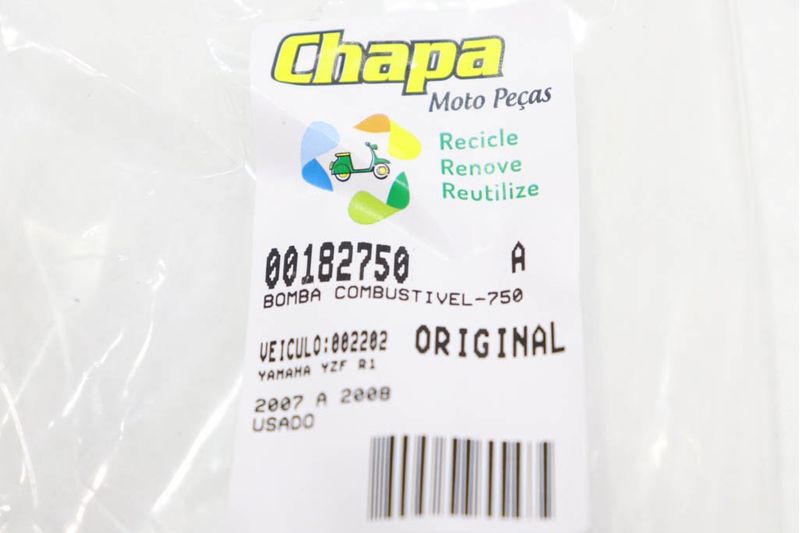 Chapa
Moto Peças
Recicle
Renove
Reutilize
00182750 A
BOMBA COMBUSTIVEL-750
VEICULO:002202 ORIGINAL
YAMAHA YZF R1
2007 A 2008
USADO